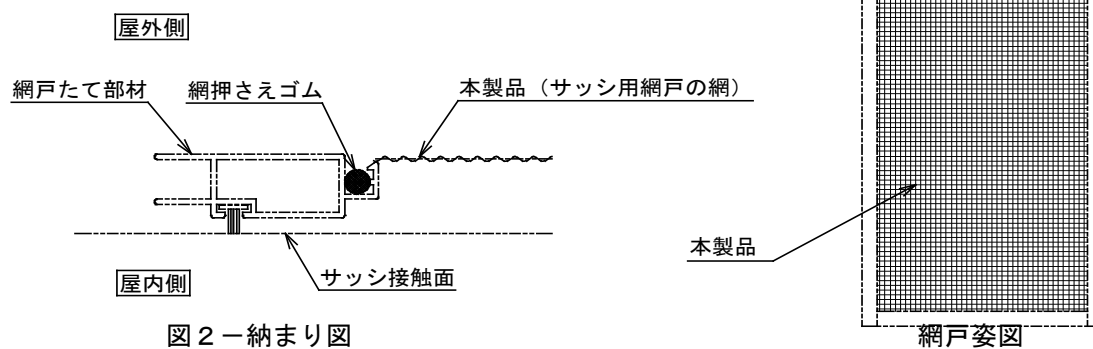 屋外側
網戸たて部材
網押さえゴム
本製品（サッシ用網戸の網）
本製品
サッシ接触面
屋内側
図２－納まり図
網戸姿図